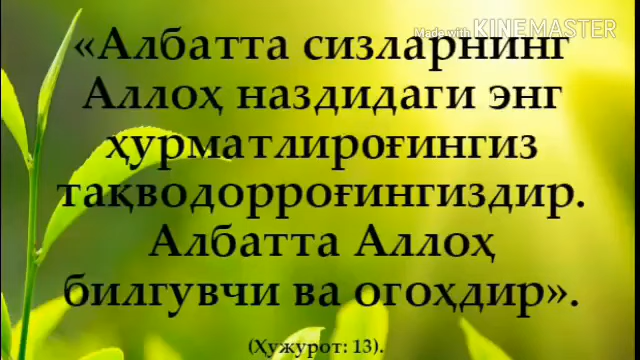 Made with KINEMASTER
«Албатта сизларнинг
Аллоҳ наздидаги энг
ҳурматлироғингиз
тақводорроғингиздир.
Албатта Аллоҳ
билгувчи ва огоҳдир».
(Ҳужурот: 13).